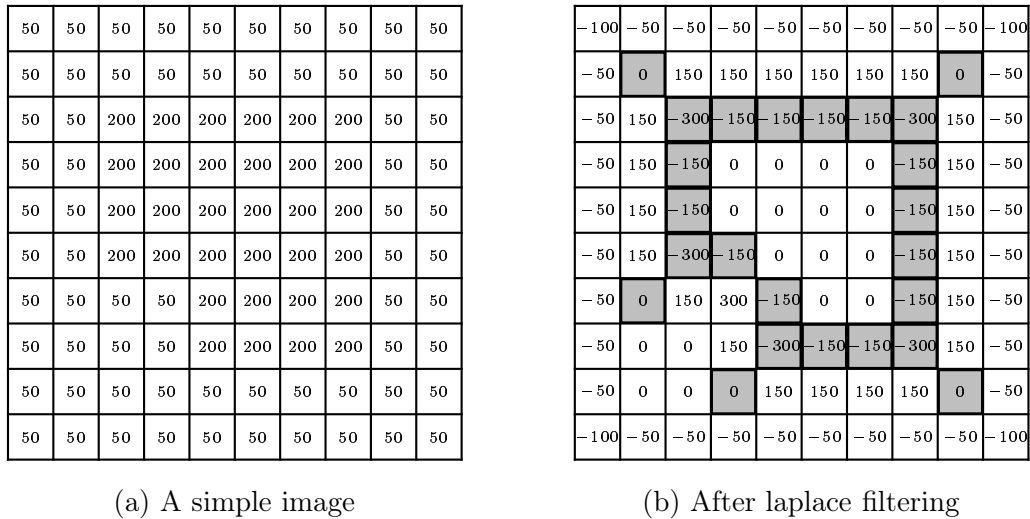 50 50 50 50 50 50 50 50 50 50
50 50 50 50 50 50 50 50 50 50
50 50 200 200 200 200 200 200 50 50
50 50 200 200 200 200 200 200 50 50
50 50 200 200 200 200 200 200 50 50
50 50 200 200 200 200 200 200 50 50
50 50 50 50 200 200 200 200 50 50
50 50 50 50 200 200 200 200 50 50
50 50 50 50 50 50 50 50 50 50
50 50 50 50 50 50 50 50 50 50
(a) A simple image
−100 −50 −50 −50 −50 −50 −50 −50 −50 −100
−50 0 150 150 150 150 150 150 0 −50
−50 150 −300 −150 −150 −150 −150 −300 150 −50
−50 150 −150 0 0 0 0 −150 150 −50
−50 150 −150 0 0 0 0 −150 150 −50
−50 150 −300 −150 0 0 0 −150 150 −50
−50 0 150 300 −150 0 0 −150 150 −50
−50 0 0 150 −300 −150 −150 −300 150 −50
−50 0 0 0 150 150 150 150 0 −50
−100 −50 −50 −50 −50 −50 −50 −50 −50 −100
(b) After laplace filtering